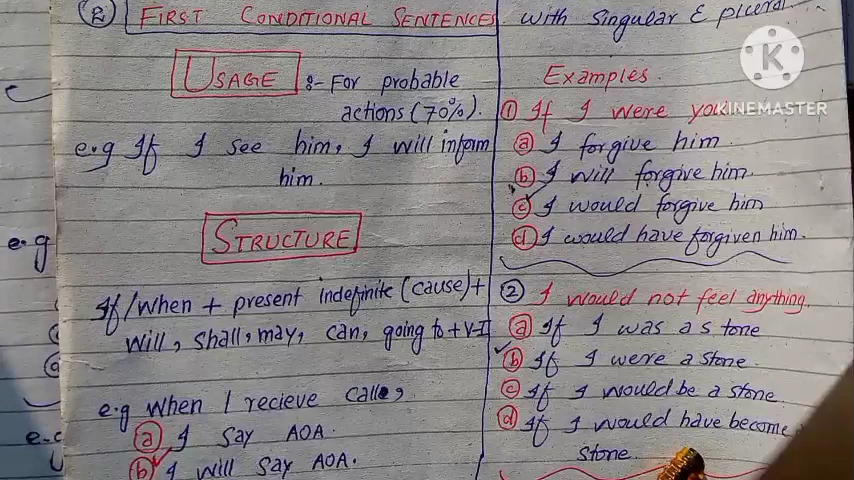 ② FIRST CONDITIONAL SENTENCES
USAGE :- For probable
actions (70%).
e.g If I see him, I will inform
him.
STRUCTURE
If/When + present indefinite (cause) +
will, shall, may, can, going to + V-I
e.g When I recieve calls,
ⓐ I say AOA.
ⓑ I will say AOA.
with singular & plural
Examples.
① If I were you
ⓐ I forgive him.
ⓑ I will forgive him.
ⓒ I would forgive him
ⓓ I would have forgiven him.
② I would not feel anything.
ⓐ If I was a stone
ⓑ If I were a stone.
ⓒ If I would be a stone.
ⓓ If I would have become
stone.
e.g
K
KINEMASTER